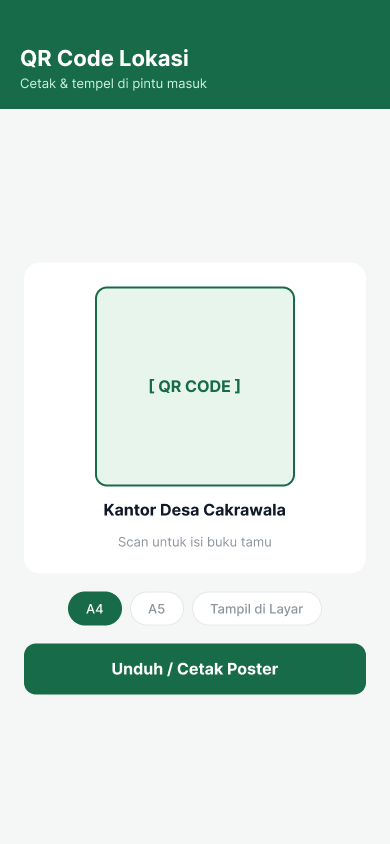 QR Code Lokasi
Cetak & tempel di pintu masuk
[ QR CODE ]
Kantor Desa Cakrawala
Scan untuk isi buku tamu
A4 A5 Tampil di Layar
Unduh / Cetak Poster